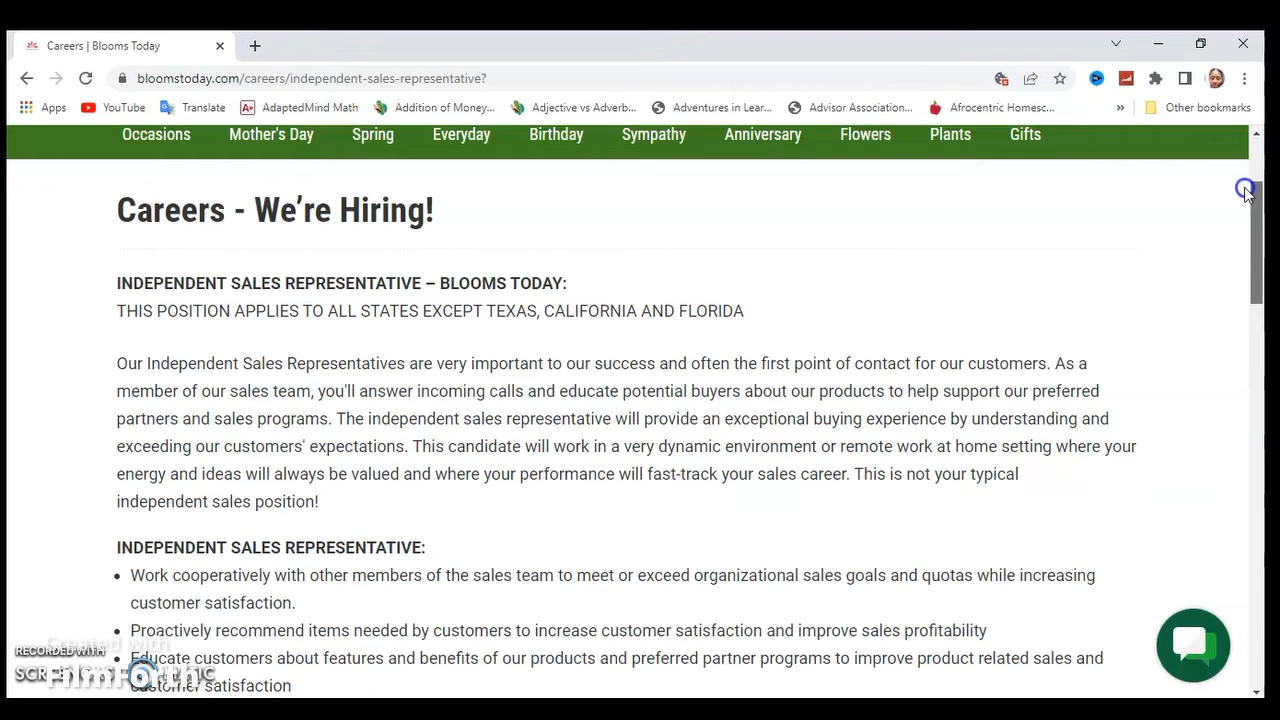 Careers | Blooms Today
bloomstoday.com/careers/independent-sales-representative?
Apps YouTube Translate AdaptedMind Math Addition of Money... Adjective vs Adverb... Adventures in Lear... Advisor Association... Afrocentric Homesc... » Other bookmarks
Occasions Mother's Day Spring Everyday Birthday Sympathy Anniversary Flowers Plants Gifts
Careers - We're Hiring!
INDEPENDENT SALES REPRESENTATIVE – BLOOMS TODAY:
THIS POSITION APPLIES TO ALL STATES EXCEPT TEXAS, CALIFORNIA AND FLORIDA
Our Independent Sales Representatives are very important to our success and often the first point of contact for our customers. As a
member of our sales team, you'll answer incoming calls and educate potential buyers about our products to help support our preferred
partners and sales programs. The independent sales representative will provide an exceptional buying experience by understanding and
exceeding our customers' expectations. This candidate will work in a very dynamic environment or remote work at home setting where your
energy and ideas will always be valued and where your performance will fast-track your sales career. This is not your typical
independent sales position!
INDEPENDENT SALES REPRESENTATIVE:
• Work cooperatively with other members of the sales team to meet or exceed organizational sales goals and quotas while increasing
customer satisfaction.
• Proactively recommend items needed by customers to increase customer satisfaction and improve sales profitability
Created with
RECORDED WITH
• Educate customers about features and benefits of our products and preferred partner programs to improve product related sales and
FilmForth
customer satisfaction